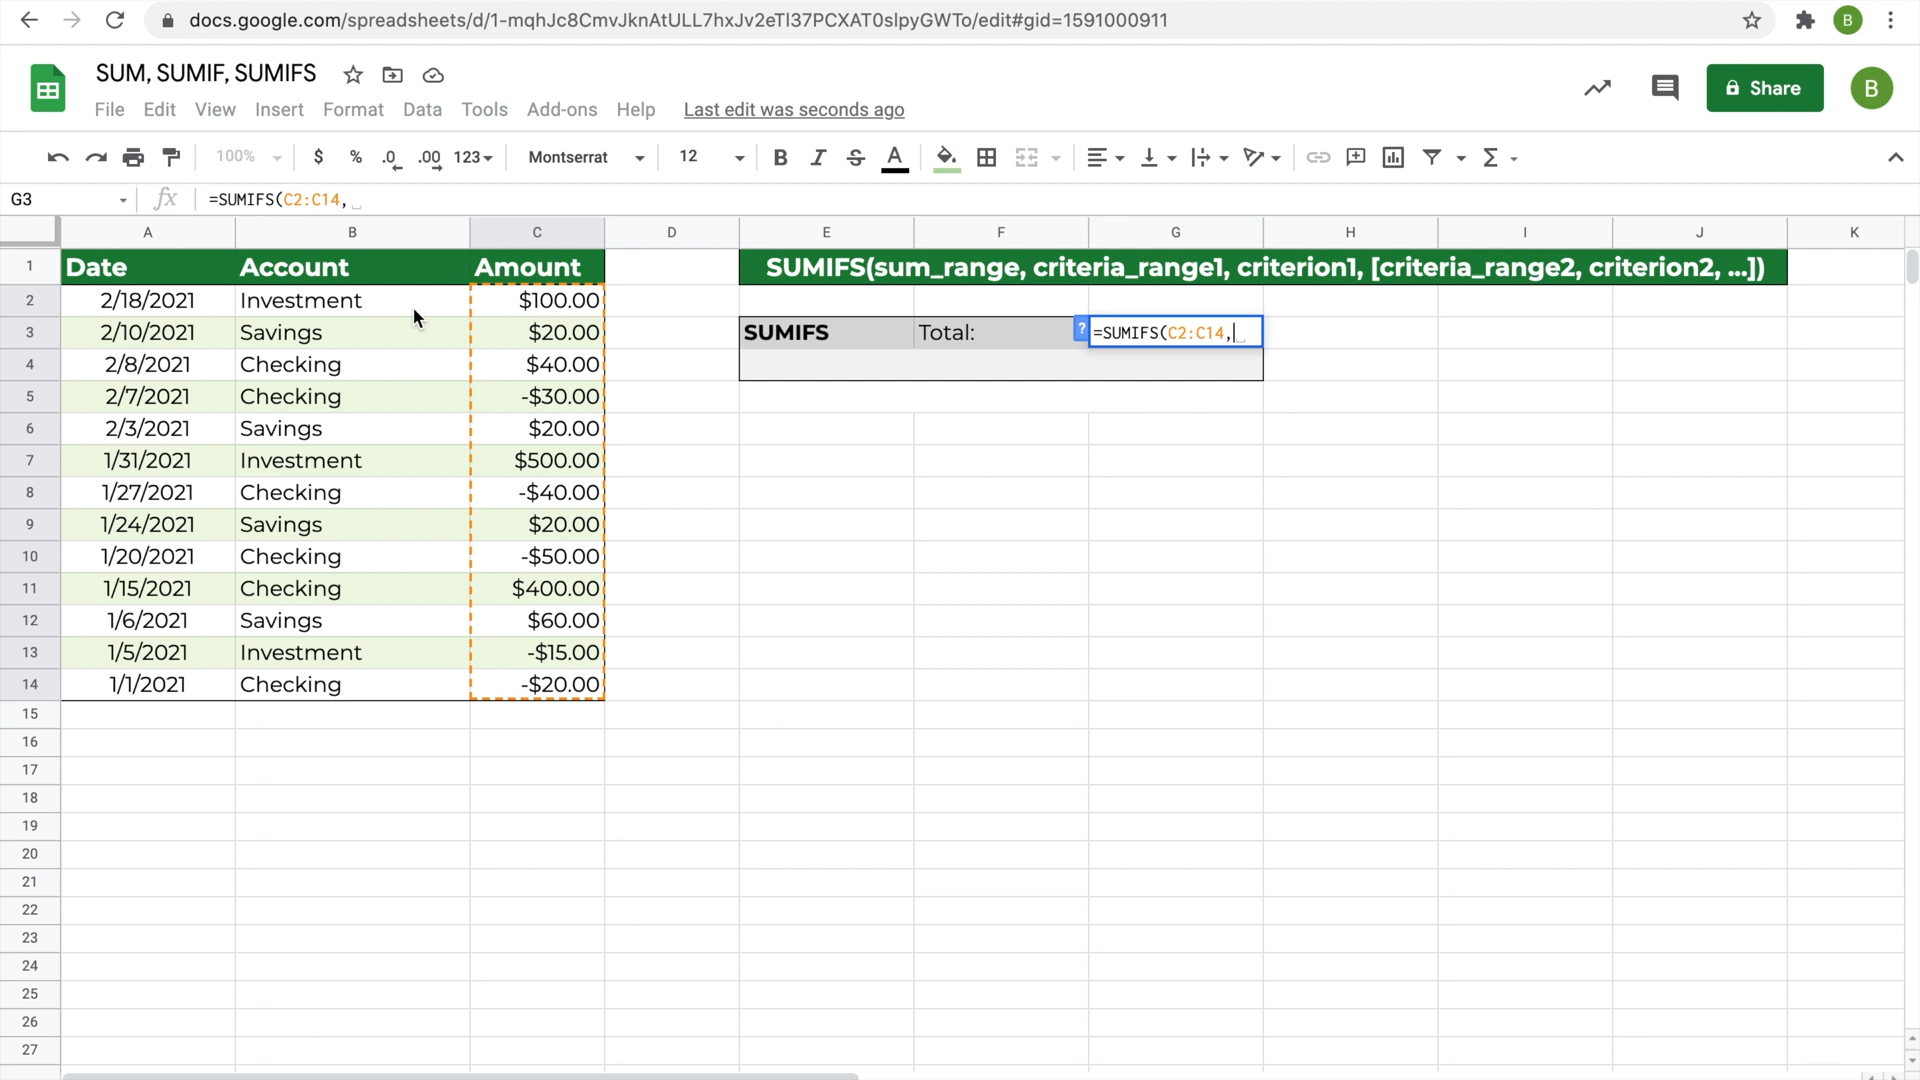 docs.google.com/spreadsheets/d/1-mqhJc8CmvJknAtULL7hxJv2eTl37PCXAT0slpyGWTo/edit#gid=1591000911
B
SUM, SUMIF, SUMIFS
File Edit View Insert Format Data Tools Add-ons Help Last edit was seconds ago
Share
B
100% $ % .0 .00 123 Montserrat 12 B I S A Σ
G3 fx =SUMIFS(C2:C14,
A B C D E F G H I J K
1 Date Account Amount SUMIFS(sum_range, criteria_range1, criterion1, [criteria_range2, criterion2, ...])
2 2/18/2021 Investment $100.00
3 2/10/2021 Savings $20.00 SUMIFS Total: ? =SUMIFS(C2:C14,
4 2/8/2021 Checking $40.00
5 2/7/2021 Checking -$30.00
6 2/3/2021 Savings $20.00
7 1/31/2021 Investment $500.00
8 1/27/2021 Checking -$40.00
9 1/24/2021 Savings $20.00
10 1/20/2021 Checking -$50.00
11 1/15/2021 Checking $400.00
12 1/6/2021 Savings $60.00
13 1/5/2021 Investment -$15.00
14 1/1/2021 Checking -$20.00
15
16
17
18
19
20
21
22
23
24
25
26
27